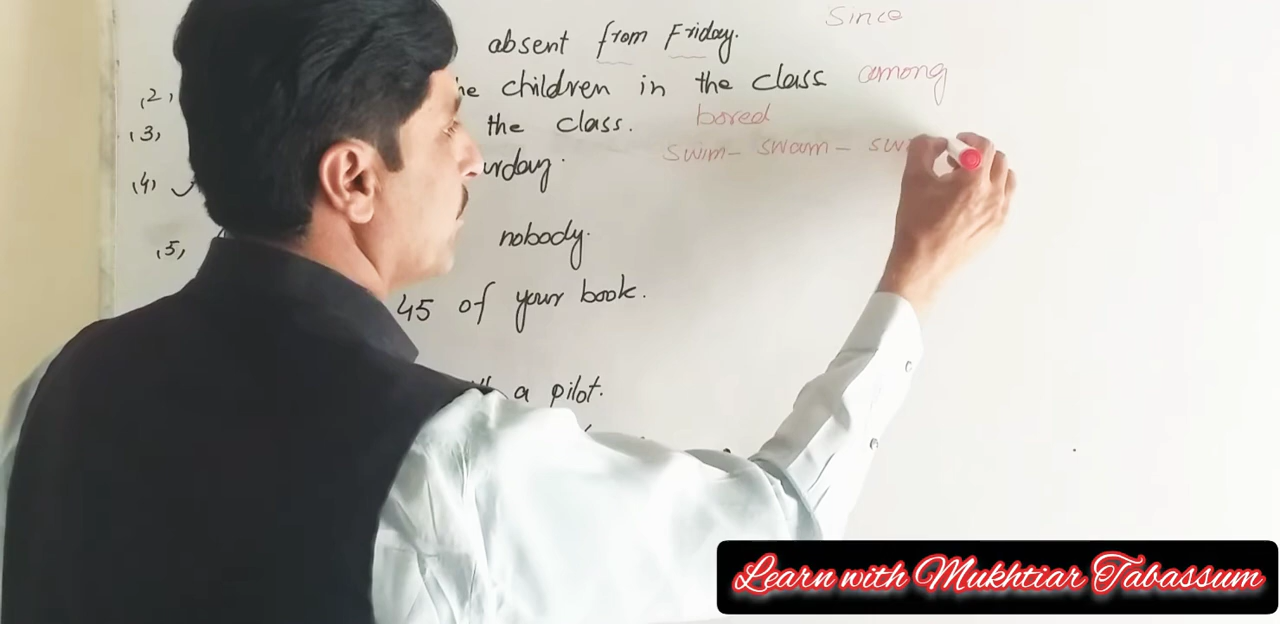 Since
absent from Friday.
(2) he children in the class among
(3) the class. bored
swim - swam - sw
(4) urday.
(5) nobody.
45 of your book.
a pilot.
Learn with Mukhtiar Tabassum